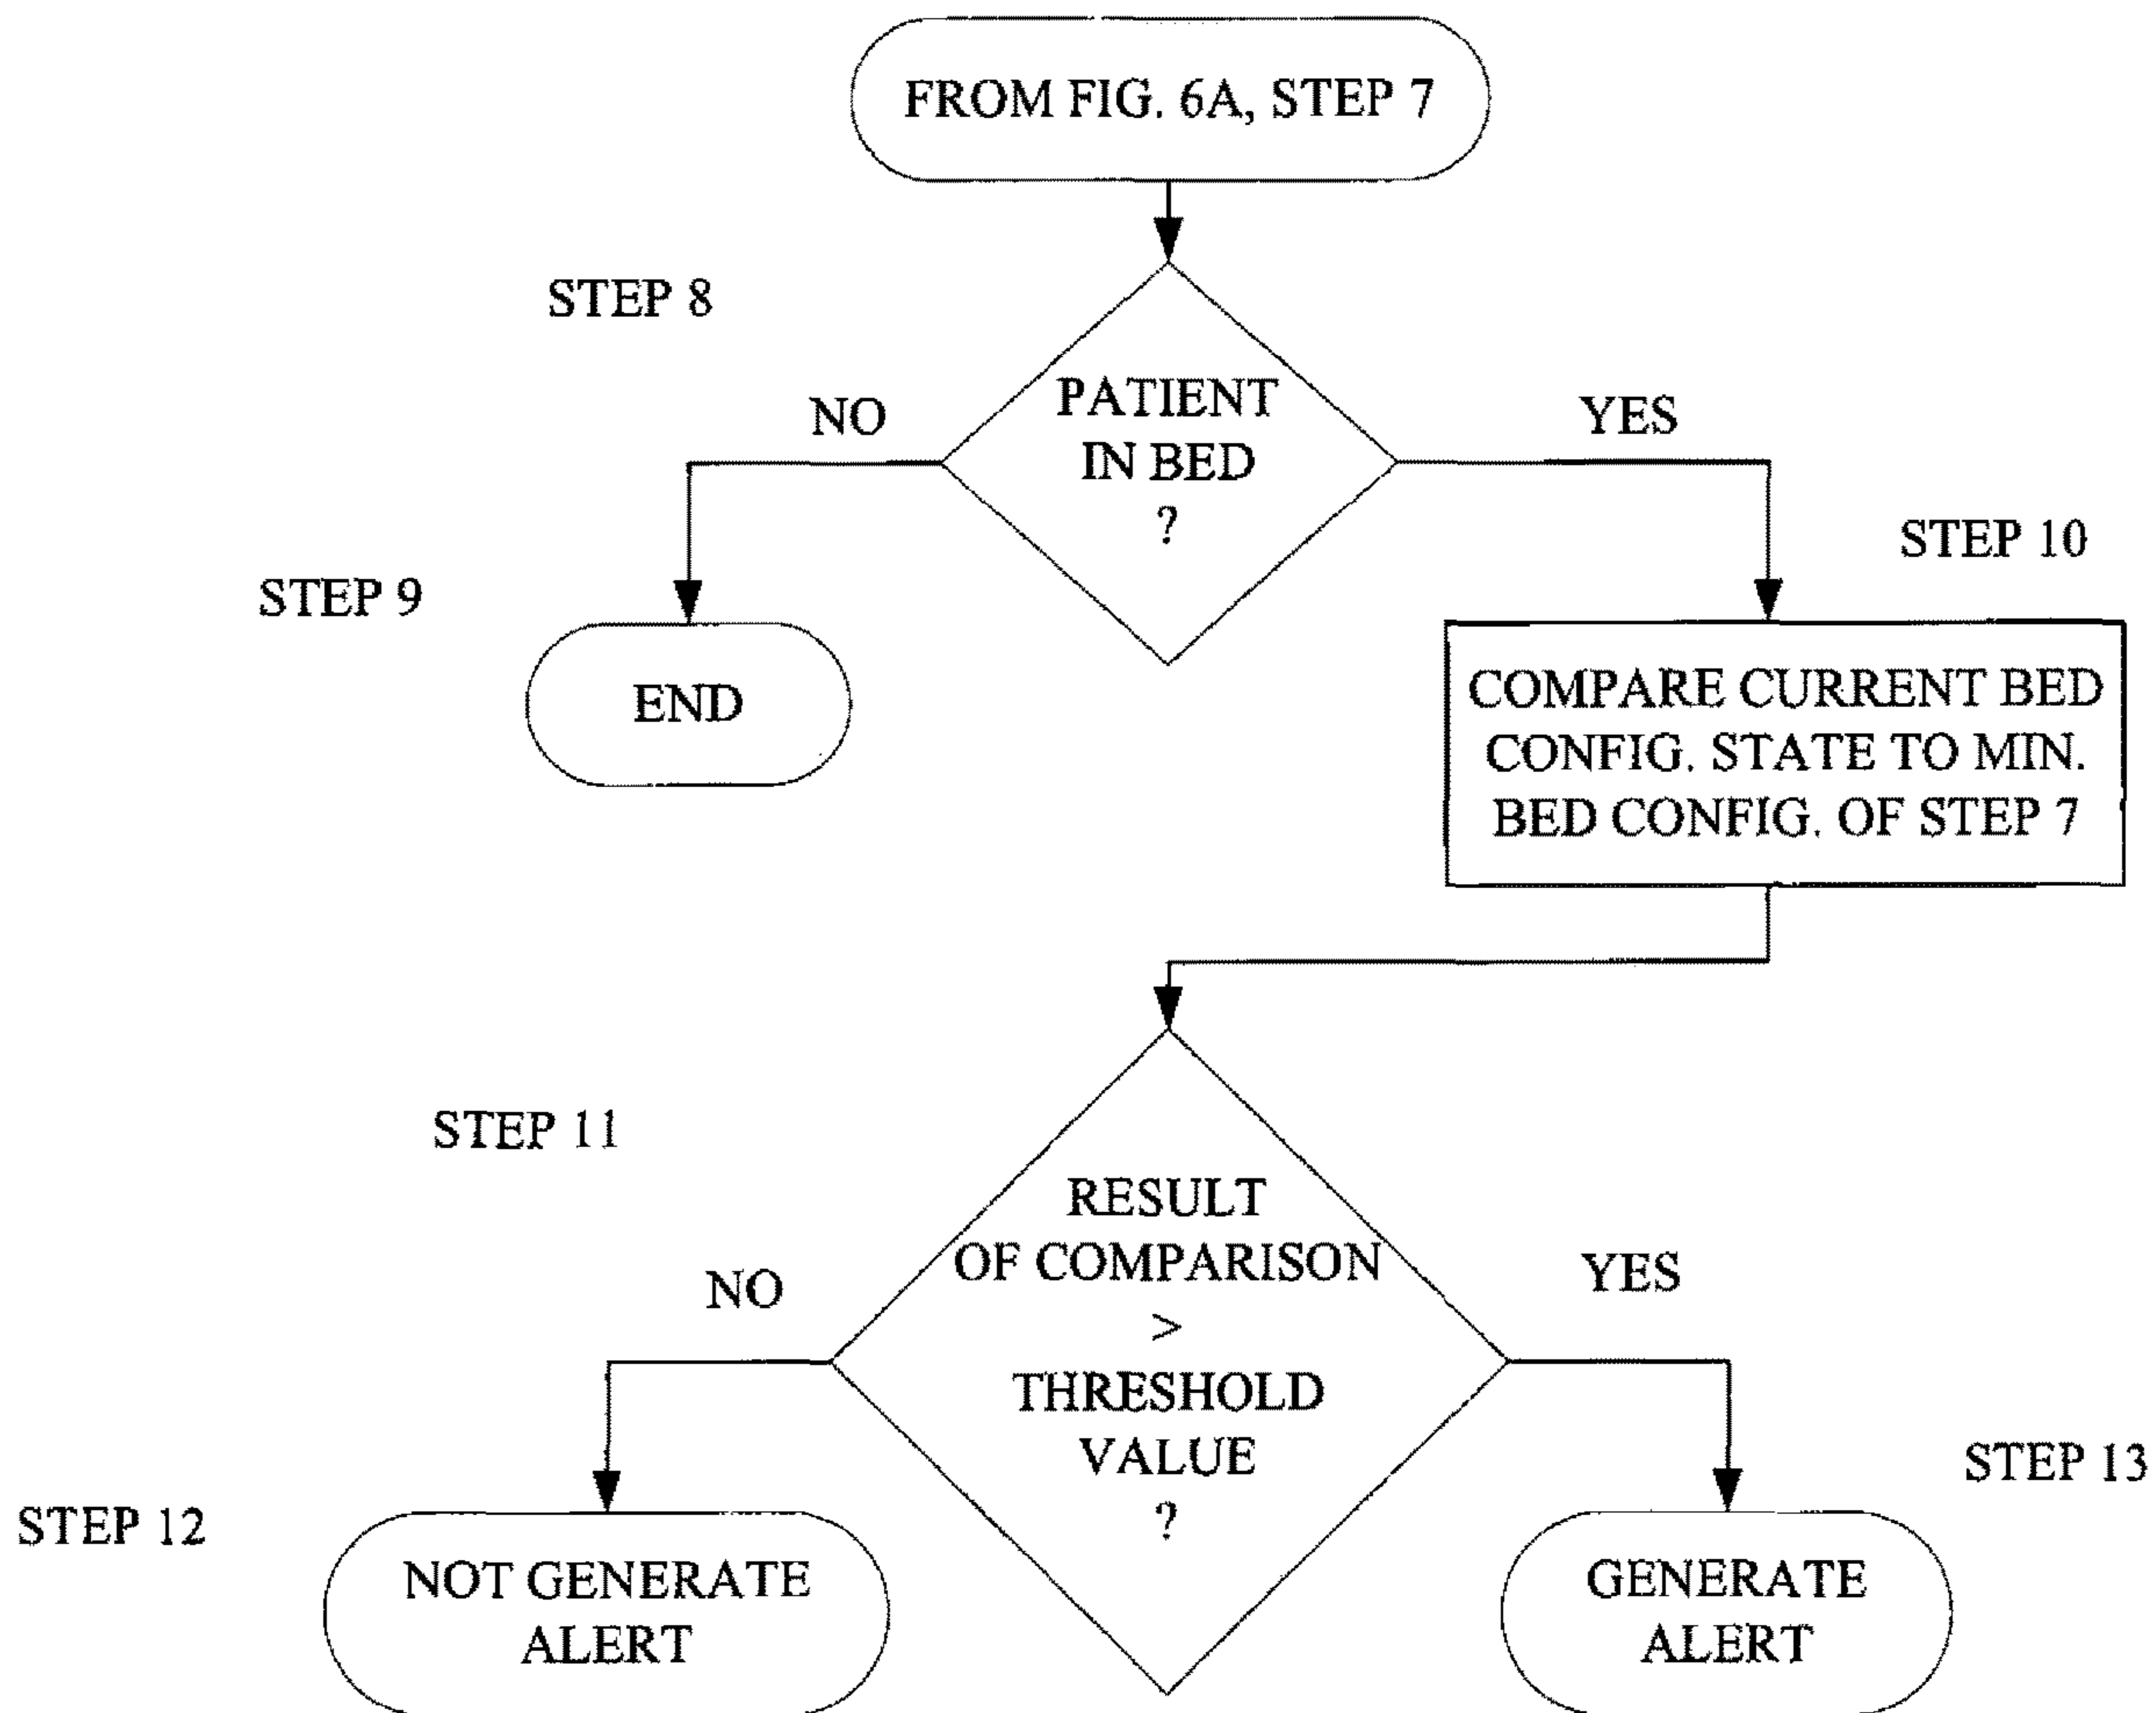 FROM FIG. 6A, STEP 7
STEP 8
PATIENT
IN BED
?
NO
YES
STEP 9
END
STEP 10
COMPARE CURRENT BED
CONFIG. STATE TO MIN.
BED CONFIG. OF STEP 7
STEP 11
RESULT
OF COMPARISON
>
THRESHOLD
VALUE
?
NO
YES
STEP 12
NOT GENERATE
ALERT
STEP 13
GENERATE
ALERT